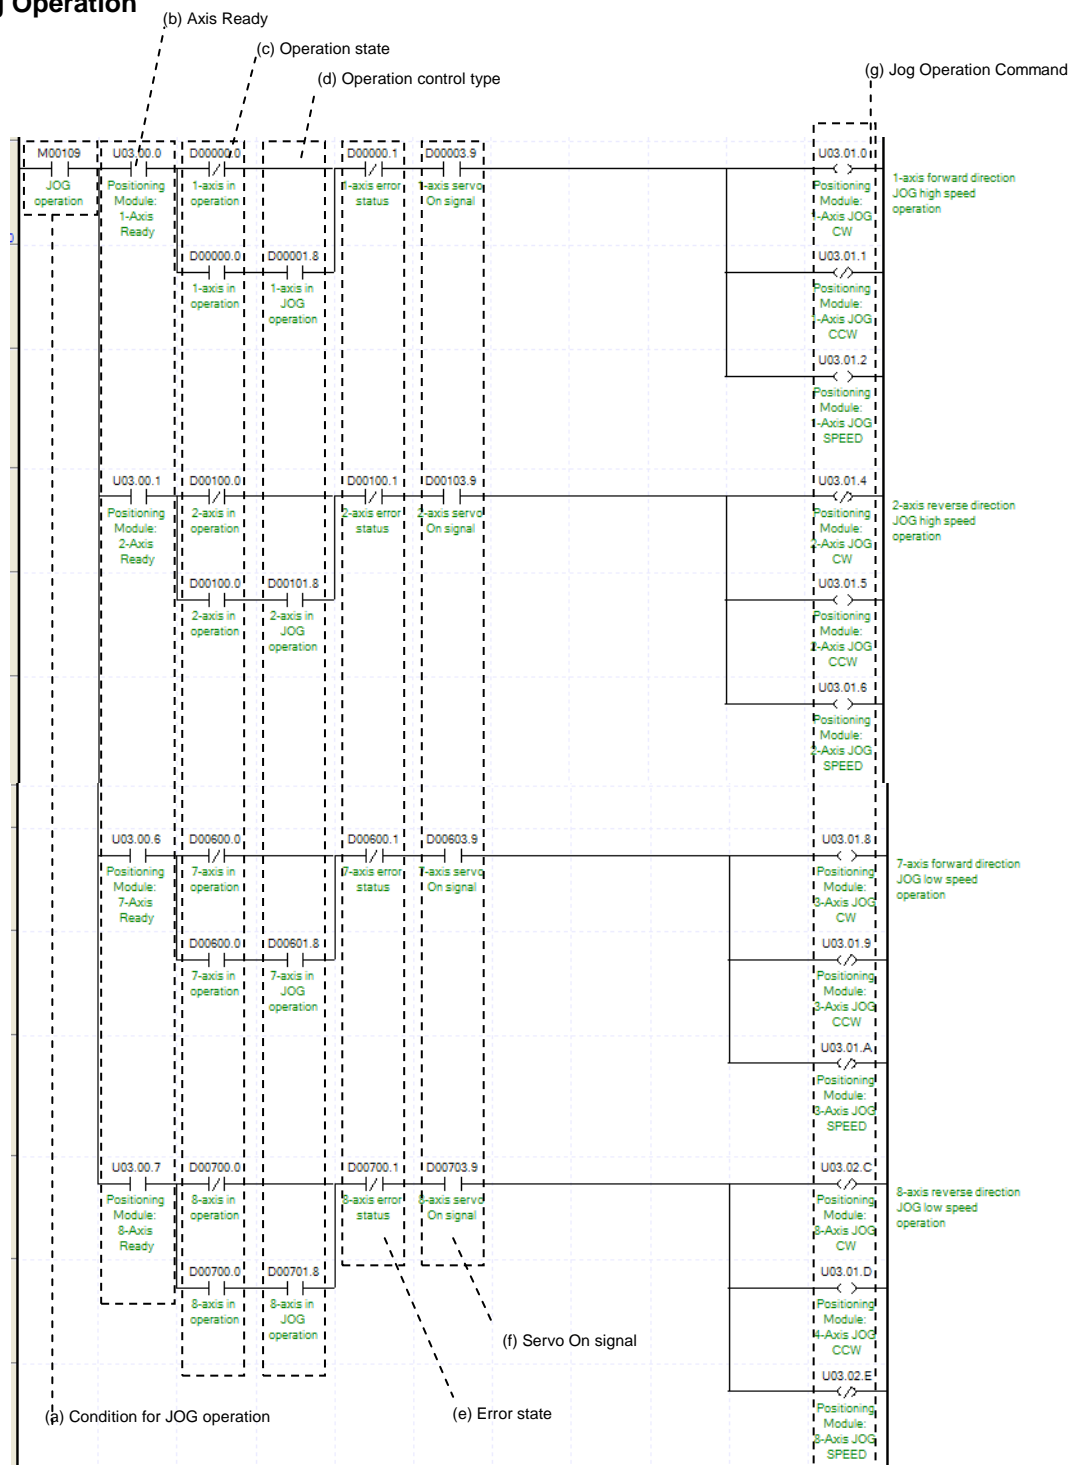 g Operation
(b) Axis Ready
(c) Operation state
(d) Operation control type
(g) Jog Operation Command
M00109 U03.00.0 D00000.0 D00000.1 D00003.9 U03.01.0
JOG operation
Positioning Module: 1-Axis Ready
1-axis in operation
1-axis error status
1-axis servo On signal
Positioning Module: 1-Axis JOG CW
1-axis forward direction JOG high speed operation
D00000.0 D00001.8 U03.01.1
1-axis in operation
1-axis in JOG operation
Positioning Module: 1-Axis JOG CCW
U03.01.2
Positioning Module: 1-Axis JOG SPEED
U03.00.1 D00100.0 D00100.1 D00103.9 U03.01.4
Positioning Module: 2-Axis Ready
2-axis in operation
2-axis error status
2-axis servo On signal
Positioning Module: 2-Axis JOG CW
2-axis reverse direction JOG high speed operation
D00100.0 D00101.8 U03.01.5
2-axis in operation
2-axis in JOG operation
Positioning Module: 2-Axis JOG CCW
U03.01.6
Positioning Module: 2-Axis JOG SPEED
U03.00.6 D00600.0 D00600.1 D00603.9 U03.01.8
Positioning Module: 7-Axis Ready
7-axis in operation
7-axis error status
7-axis servo On signal
Positioning Module: 3-Axis JOG CW
7-axis forward direction JOG low speed operation
D00600.0 D00601.8 U03.01.9
7-axis in operation
7-axis in JOG operation
Positioning Module: 3-Axis JOG CCW
U03.01.A
Positioning Module: 3-Axis JOG SPEED
U03.00.7 D00700.0 D00700.1 D00703.9 U03.02.C
Positioning Module: 8-Axis Ready
8-axis in operation
8-axis error status
8-axis servo On signal
Positioning Module: 8-Axis JOG CW
8-axis reverse direction JOG low speed operation
D00700.0 D00701.8 U03.01.D
8-axis in operation
8-axis in JOG operation
Positioning Module: 4-Axis JOG CCW
U03.02.E
Positioning Module: 8-Axis JOG SPEED
(f) Servo On signal
(a) Condition for JOG operation
(e) Error state